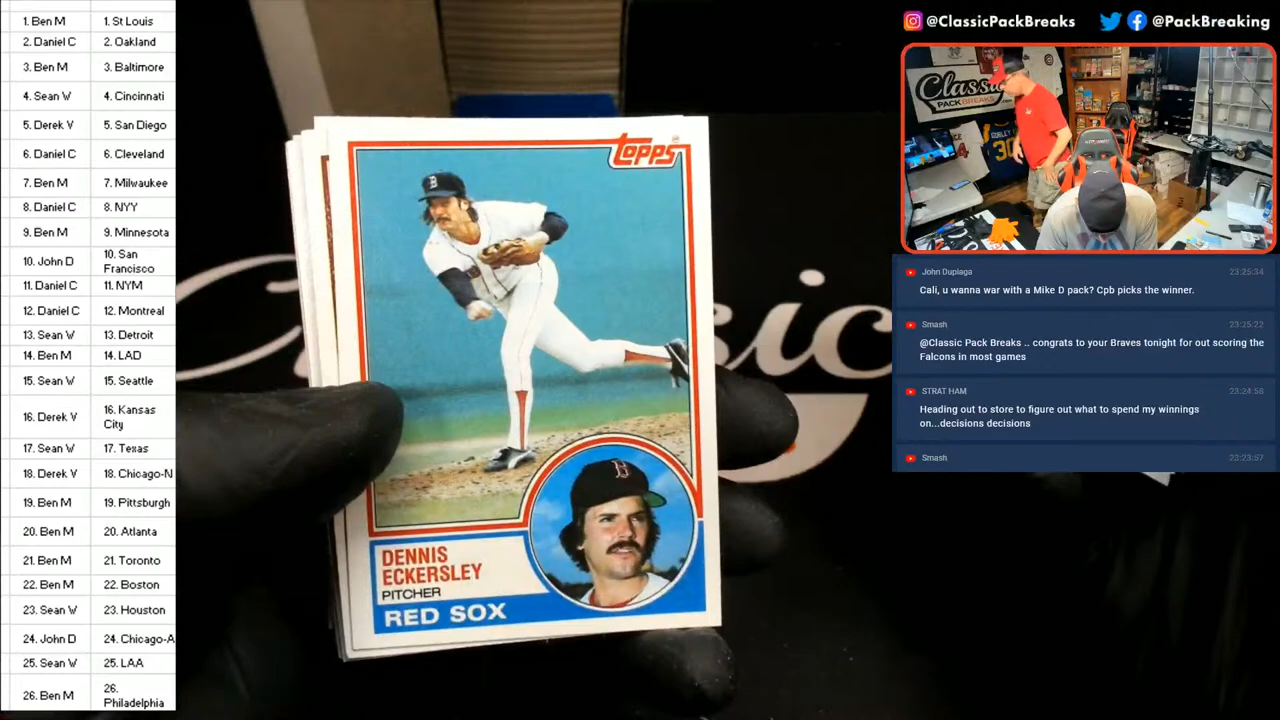 1. Ben M 1. St Louis
2. Daniel C 2. Oakland
3. Ben M 3. Baltimore
4. Sean W 4. Cincinnati
5. Derek V 5. San Diego
6. Daniel C 6. Cleveland
7. Ben M 7. Milwaukee
8. Daniel C 8. NYY
9. Ben M 9. Minnesota
10. John D 10. San
Francisco
11. Daniel C 11. NYM
12. Daniel C 12. Montreal
13. Sean W 13. Detroit
14. Ben M 14. LAD
15. Sean W 15. Seattle
16. Derek V 16. Kansas
City
17. Sean W 17. Texas
18. Derek V 18. Chicago-N
19. Ben M 19. Pittsburgh
20. Ben M 20. Atlanta
21. Ben M 21. Toronto
22. Ben M 22. Boston
23. Sean W 23. Houston
24. John D 24. Chicago-A
25. Sean W 25. LAA
26. Ben M 26.
Philadelphia
Topps
B
B
DENNIS
ECKERSLEY
PITCHER
RED SOX
Classic
@ClassicPackBreaks @PackBreaking
Classic
PACK BREAKS
30
John Duplaga 23:25:34
Cali, u wanna war with a Mike D pack? Cpb picks the winner.
Smash 23:25:22
@Classic Pack Breaks .. congrats to your Braves tonight for out scoring the
Falcons in most games
STRAT HAM 23:24:58
Heading out to store to figure out what to spend my winnings
on...decisions decisions
Smash 23:23:57